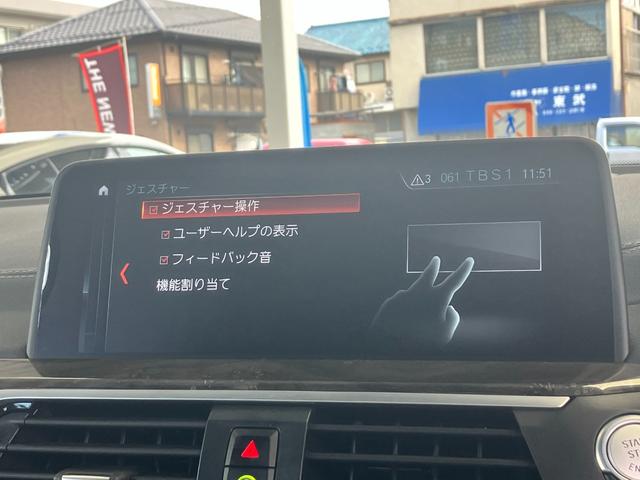 THE NEW
東武
ジェスチャー
3 061 TBS1 11:51
ジェスチャー操作
ユーザーヘルプの表示
フィードバック音
機能割り当て